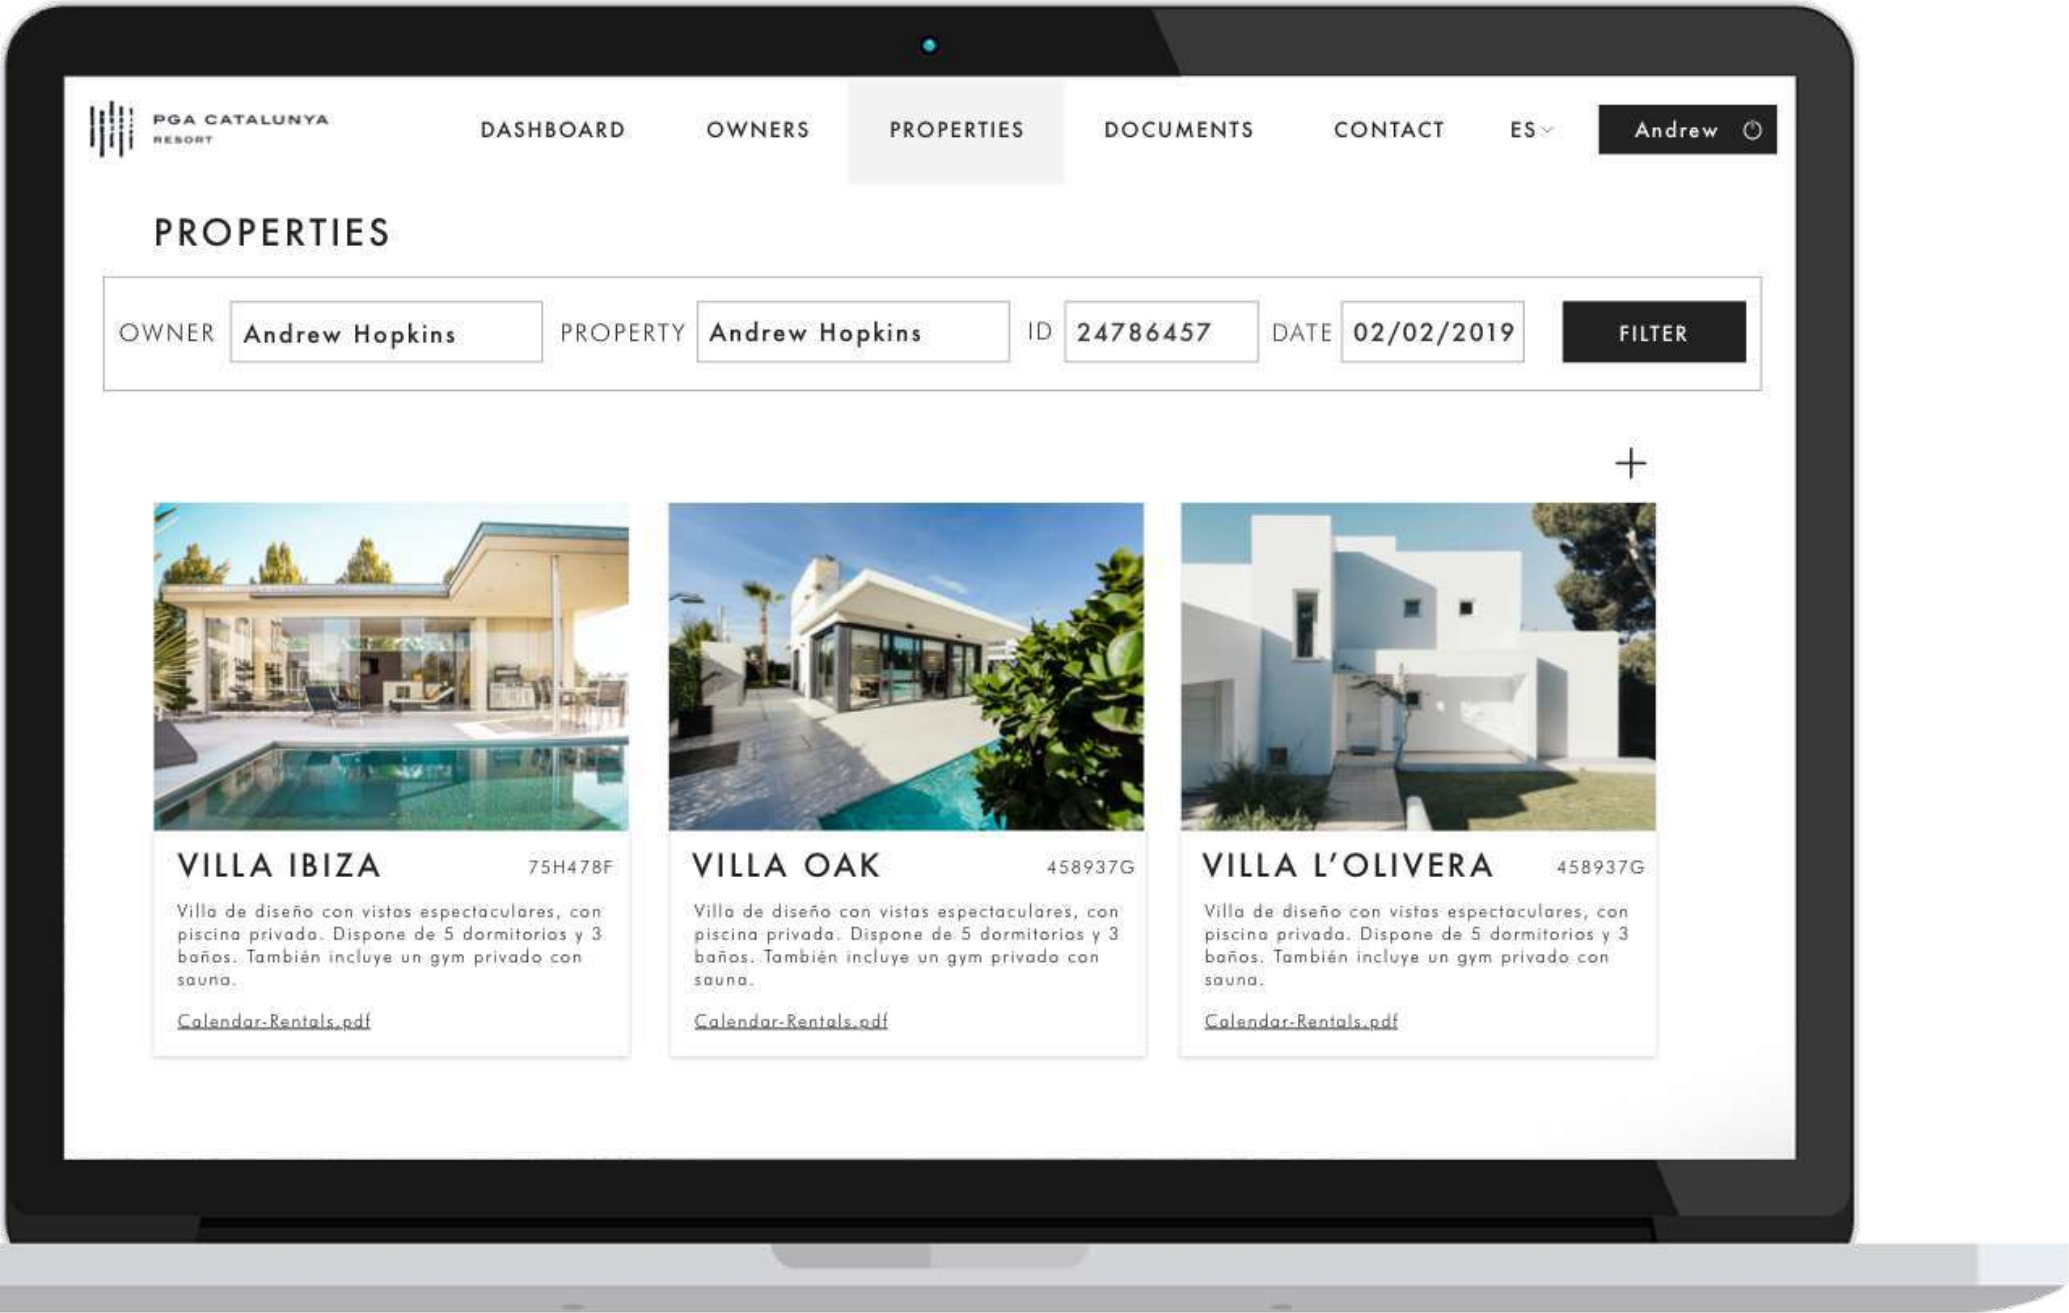 PGA CATALUNYA
RESORT
DASHBOARD
OWNERS
PROPERTIES
DOCUMENTS
CONTACT
ES
Andrew
PROPERTIES
OWNER Andrew Hopkins PROPERTY Andrew Hopkins ID 24786457 DATE 02/02/2019 FILTER
VILLA IBIZA 75H478F
Villa de diseño con vistas espectaculares, con
piscina privada. Dispone de 5 dormitorios y 3
baños. También incluye un gym privado con
sauna.
Calendar-Rentals.pdf
VILLA OAK 458937G
Villa de diseño con vistas espectaculares, con
piscina privada. Dispone de 5 dormitorios y 3
baños. También incluye un gym privado con
sauna.
Calendar-Rentals.pdf
VILLA L'OLIVERA 458937G
Villa de diseño con vistas espectaculares, con
piscina privada. Dispone de 5 dormitorios y 3
baños. También incluye un gym privado con
sauna.
Calendar-Rentals.pdf